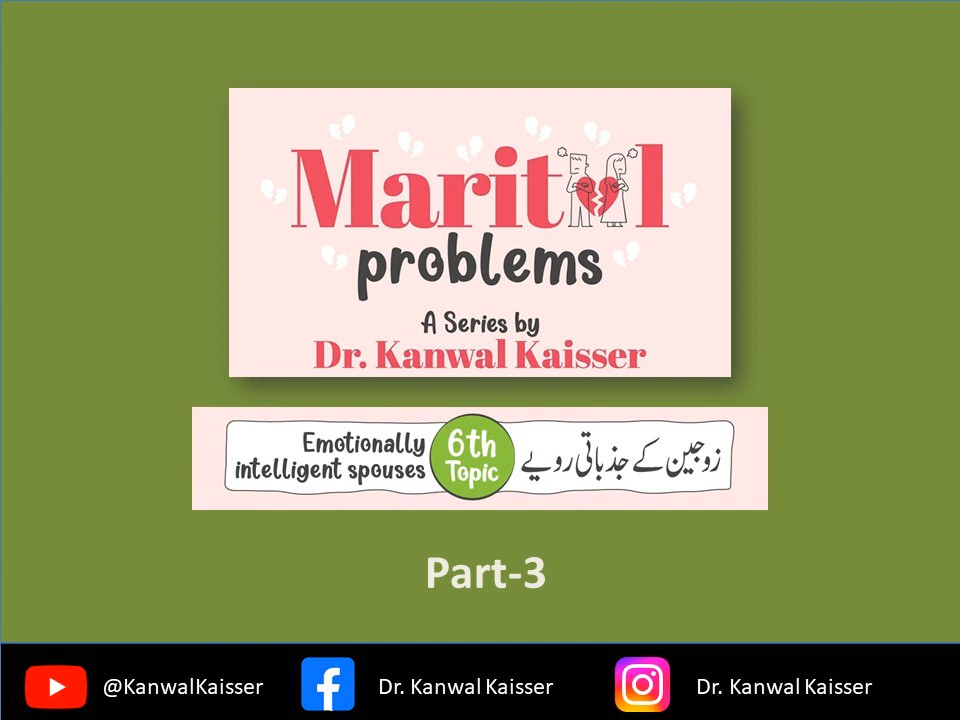 Marital
problems
A Series by
Dr. Kanwal Kaisser
Emotionally
intelligent spouses
6th
Topic
زوجین کے جذباتی رویے
Part-3
@KanwalKaisser
Dr. Kanwal Kaisser
Dr. Kanwal Kaisser